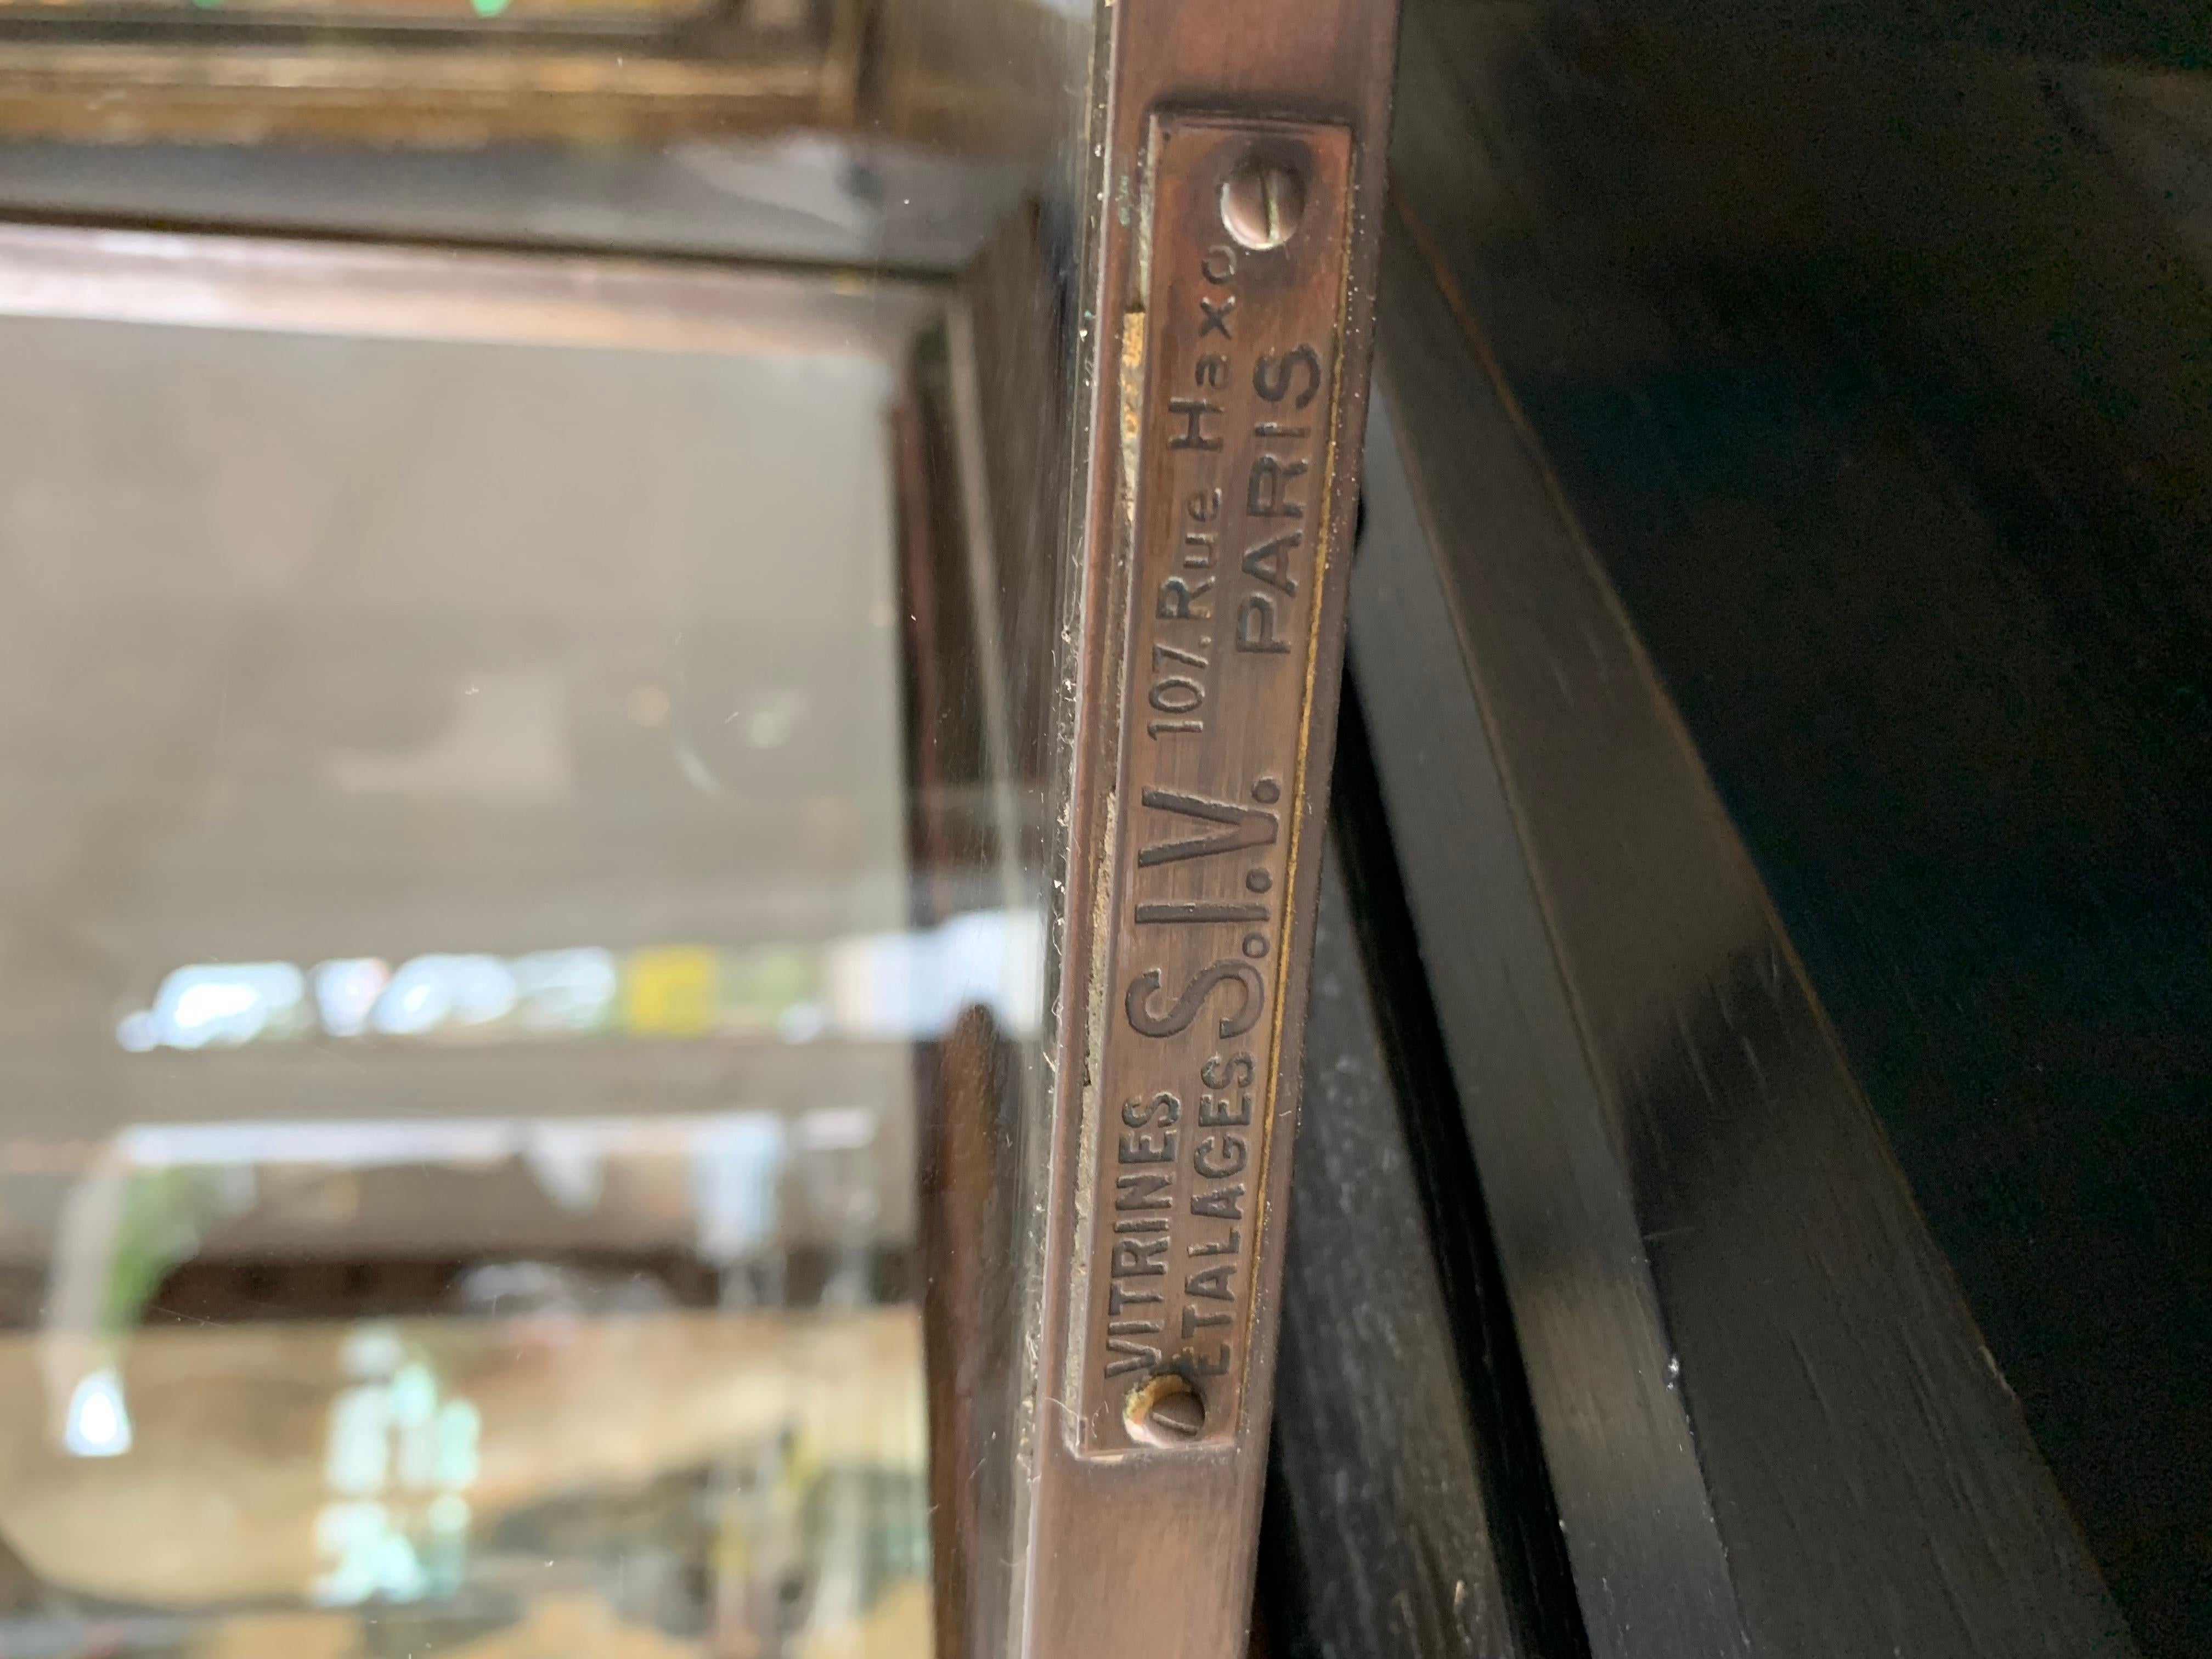 VITRINES
ETALAGES
S.I.V.
107. Rue Haxo
PARIS